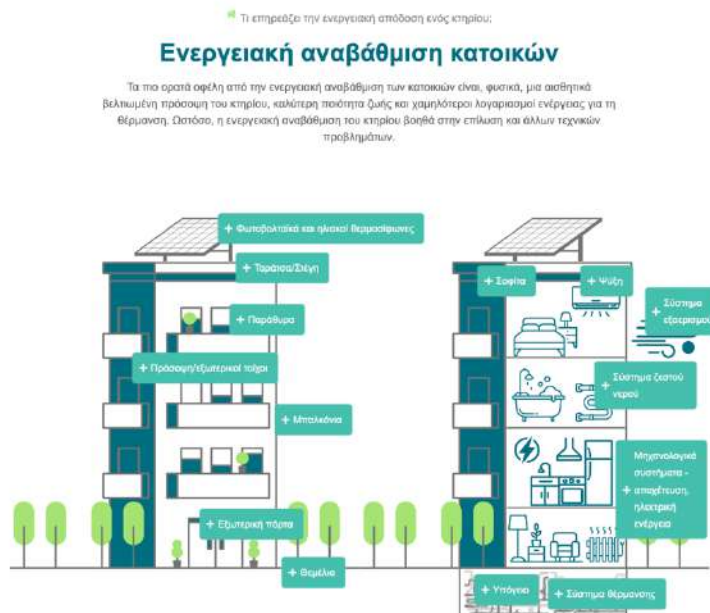 Τι επηρεάζει την ενεργειακή απόδοση ενός κτηρίου;
Ενεργειακή αναβάθμιση κατοικών
Τα πιο ορατά οφέλη από την ενεργειακή αναβάθμιση των κατοικιών είναι, φυσικά, μια αισθητικά
βελτιωμένη πρόσοψη του κτηρίου, καλύτερη ποιότητα ζωής και χαμηλότεροι λογαριασμοί ενέργειας για τη
θέρμανση. Ωστόσο, η ενεργειακή αναβάθμιση του κτηρίου βοηθά στην επίλυση και άλλων τεχνικών
προβλημάτων.
+ Φωτοβολταϊκά και ηλιακοί θερμοσίφωνες
+ Ταράτσα/Στέγη
+ Παράθυρα
+ Πρόσοψη/εξωτερικοί τοίχοι
+ Μπαλκόνια
+ Εξωτερική πόρτα
+ Θεμέλια
+ Σοφίτα
+ Ψύξη
+ Σύστημα
εξαερισμού
+ Σύστημα ζεστού
νερού
Μηχανολογικά
συστήματα -
+ αποχέτευση,
ηλεκτρική
ενέργεια
+ Υπόγειο
+ Σύστημα θέρμανσης